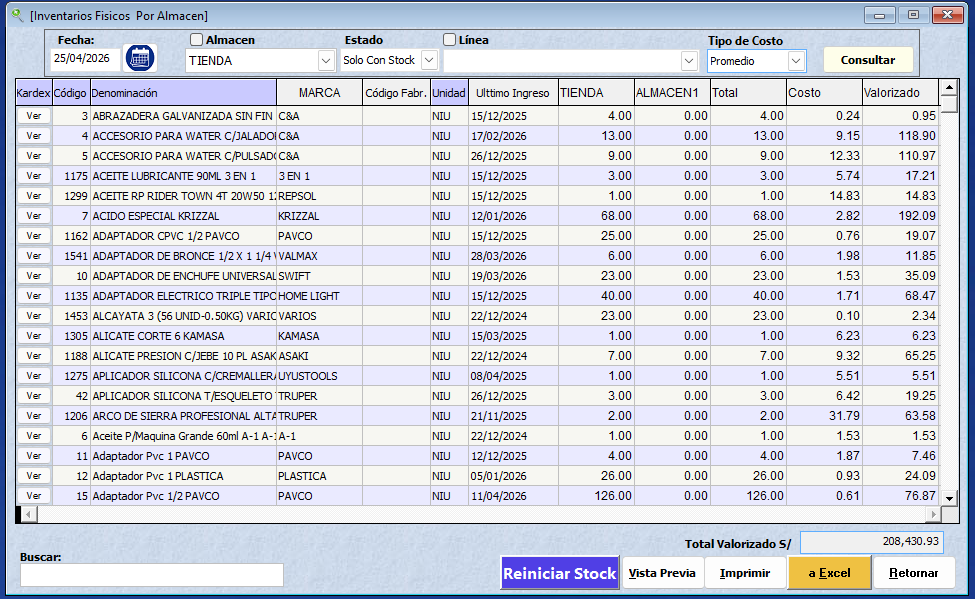 [Inventarios Fisicos Por Almacen]
Fecha: Almacen Estado Línea Tipo de Costo
25/04/2026 TIENDA Solo Con Stock Promedio Consultar
Kardex Código Denominación MARCA Código Fabr. Unidad Ulttimo Ingreso TIENDA ALMACEN1 Total Costo Valorizado
Ver 3 ABRAZADERA GALVANIZADA SIN FIN C&A NIU 15/12/2025 4.00 0.00 4.00 0.24 0.95
Ver 4 ACCESORIO PARA WATER C/JALADO C&A NIU 17/02/2026 13.00 0.00 13.00 9.15 118.90
Ver 5 ACCESORIO PARA WATER C/PULSAD C&A NIU 26/12/2025 9.00 0.00 9.00 12.33 110.97
Ver 1175 ACEITE LUBRICANTE 90ML 3 EN 1 3 EN 1 NIU 15/12/2025 3.00 0.00 3.00 5.74 17.21
Ver 1299 ACEITE RP RIDER TOWN 4T 20W50 12 REPSOL NIU 15/12/2025 1.00 0.00 1.00 14.83 14.83
Ver 7 ACIDO ESPECIAL KRIZZAL KRIZZAL NIU 12/01/2026 68.00 0.00 68.00 2.82 192.09
Ver 1162 ADAPTADOR CPVC 1/2 PAVCO PAVCO NIU 15/12/2025 25.00 0.00 25.00 0.76 19.07
Ver 1541 ADAPTADOR DE BRONCE 1/2 X 1 1/4 VALMAX NIU 28/03/2026 6.00 0.00 6.00 1.98 11.85
Ver 10 ADAPTADOR DE ENCHUFE UNIVERSAL SWIFT NIU 19/03/2026 23.00 0.00 23.00 1.53 35.09
Ver 1135 ADAPTADOR ELECTRICO TRIPLE TIPO HOME LIGHT NIU 15/12/2025 40.00 0.00 40.00 1.71 68.47
Ver 1453 ALCAYATA 3 (56 UNID-0.50KG) VARIO VARIOS NIU 22/12/2024 23.00 0.00 23.00 0.10 2.34
Ver 1305 ALICATE CORTE 6 KAMASA KAMASA NIU 15/03/2025 1.00 0.00 1.00 6.23 6.23
Ver 1188 ALICATE PRESION C/JEBE 10 PL ASAK ASAKI NIU 22/12/2024 7.00 0.00 7.00 9.32 65.25
Ver 1275 APLICADOR SILICONA C/CREMALLER UYUSTOOLS NIU 08/04/2025 1.00 0.00 1.00 5.51 5.51
Ver 42 APLICADOR SILICONA T/ESQUELETO TRUPER NIU 26/12/2025 3.00 0.00 3.00 6.42 19.25
Ver 1206 ARCO DE SIERRA PROFESIONAL ALTA TRUPER NIU 21/11/2025 2.00 0.00 2.00 31.79 63.58
Ver 6 Aceite P/Maquina Grande 60ml A-1 A-1 A-1 NIU 22/12/2024 1.00 0.00 1.00 1.53 1.53
Ver 11 Adaptador Pvc 1 PAVCO PAVCO NIU 12/12/2025 4.00 0.00 4.00 1.87 7.46
Ver 12 Adaptador Pvc 1 PLASTICA PLASTICA NIU 05/01/2026 26.00 0.00 26.00 0.93 24.09
Ver 15 Adaptador Pvc 1/2 PAVCO PAVCO NIU 11/04/2026 126.00 0.00 126.00 0.61 76.87
Total Valorizado S/ 208,430.93
Buscar:
Reiniciar Stock Vista Previa Imprimir a Excel Retornar